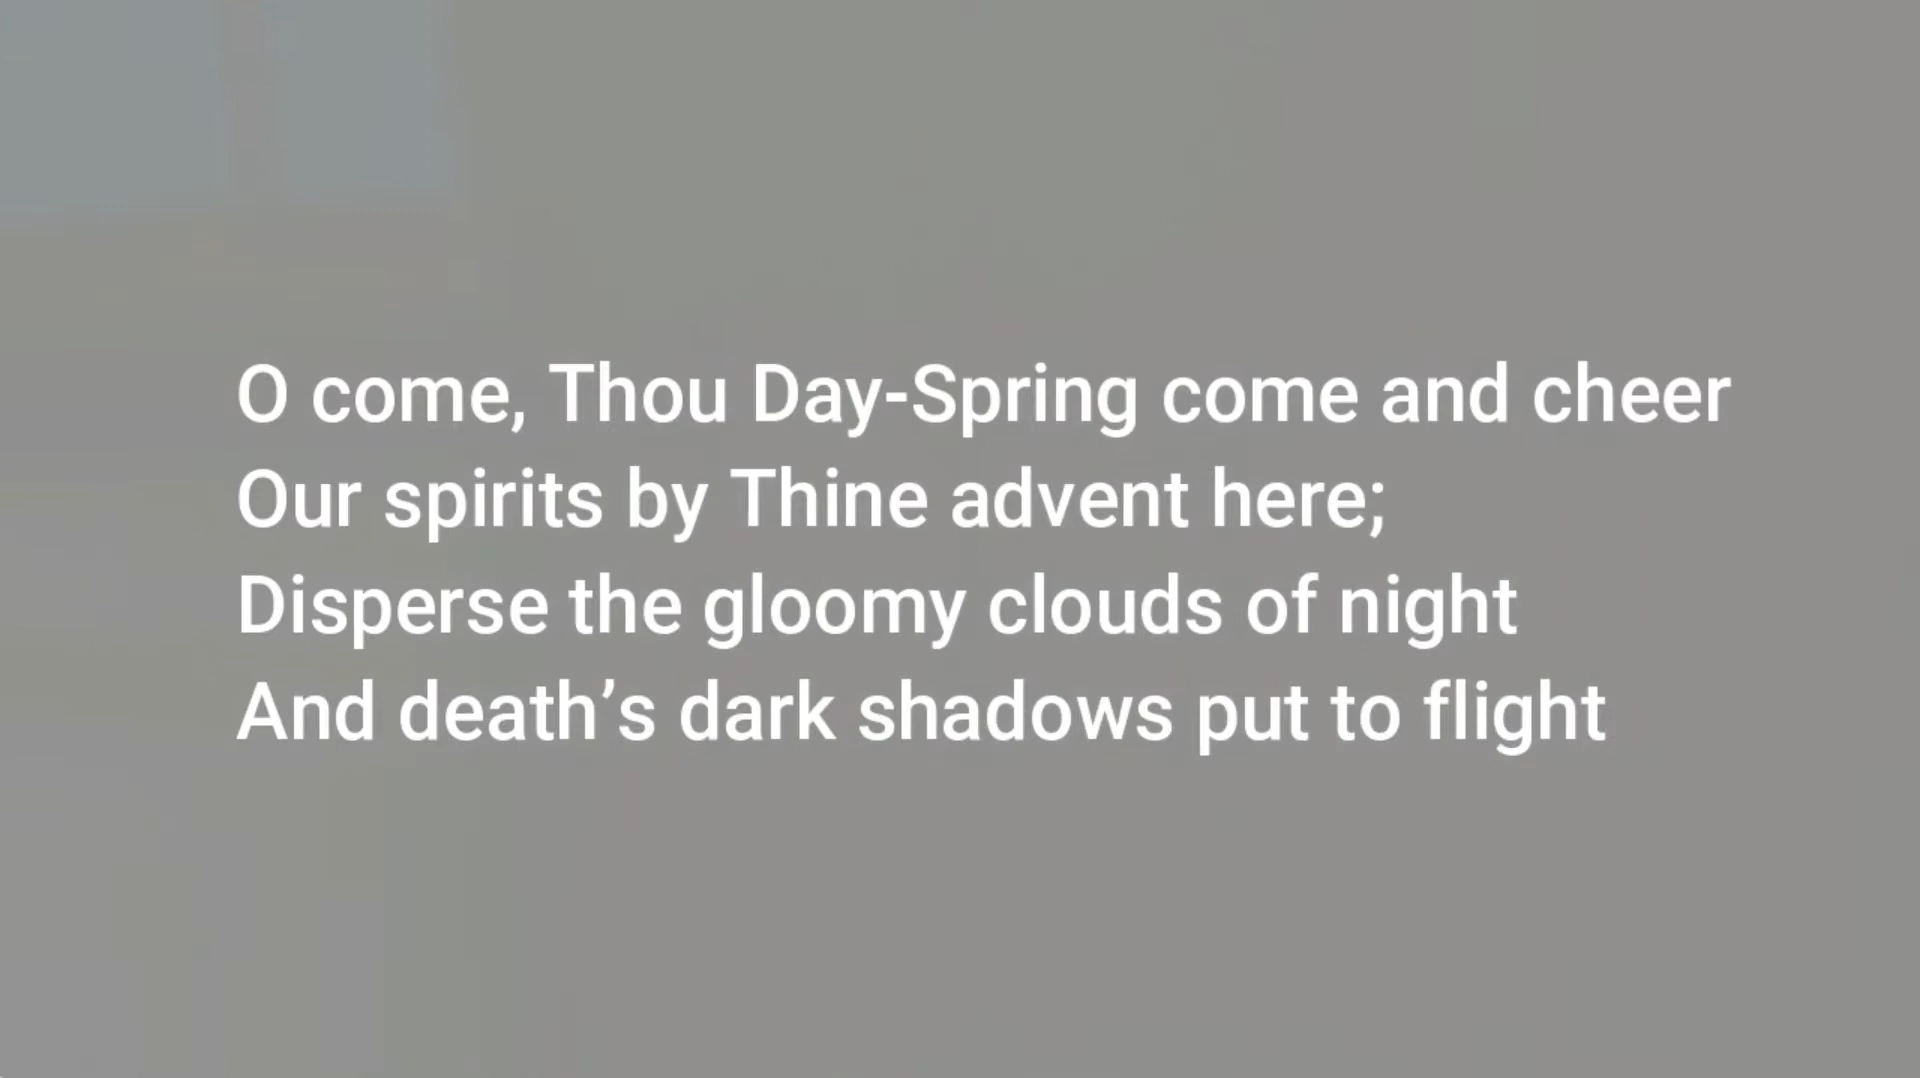 O come, Thou Day-Spring come and cheer
Our spirits by Thine advent here;
Disperse the gloomy clouds of night
And death’s dark shadows put to flight